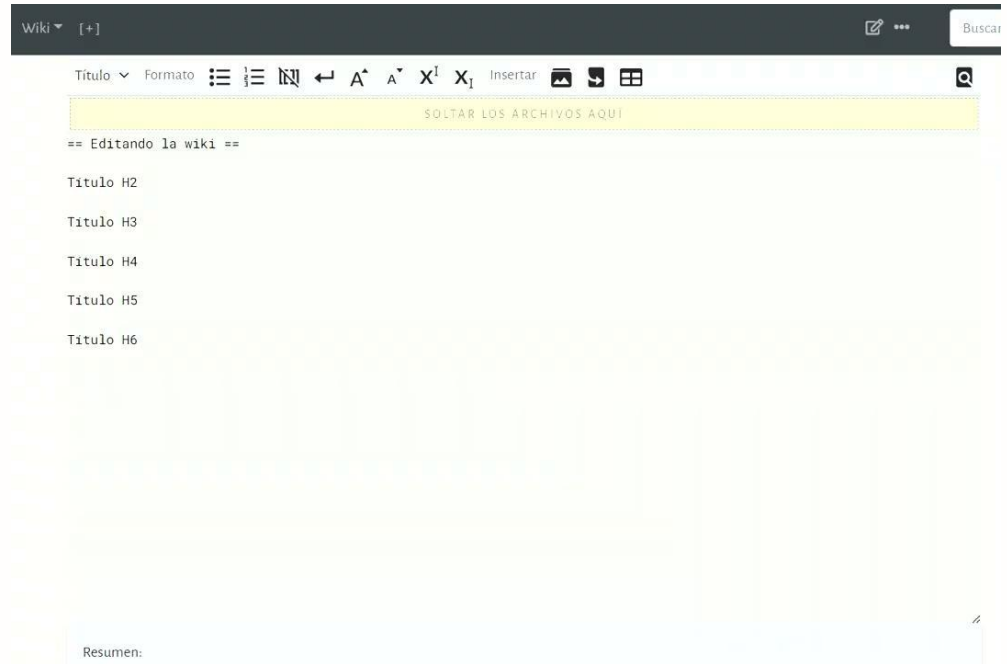 Wiki [+] Buscar
Título Formato Insertar
SOLTAR LOS ARCHIVOS AQUÍ
== Editando la wiki ==
Título H2
Título H3
Título H4
Título H5
Título H6
Resumen: